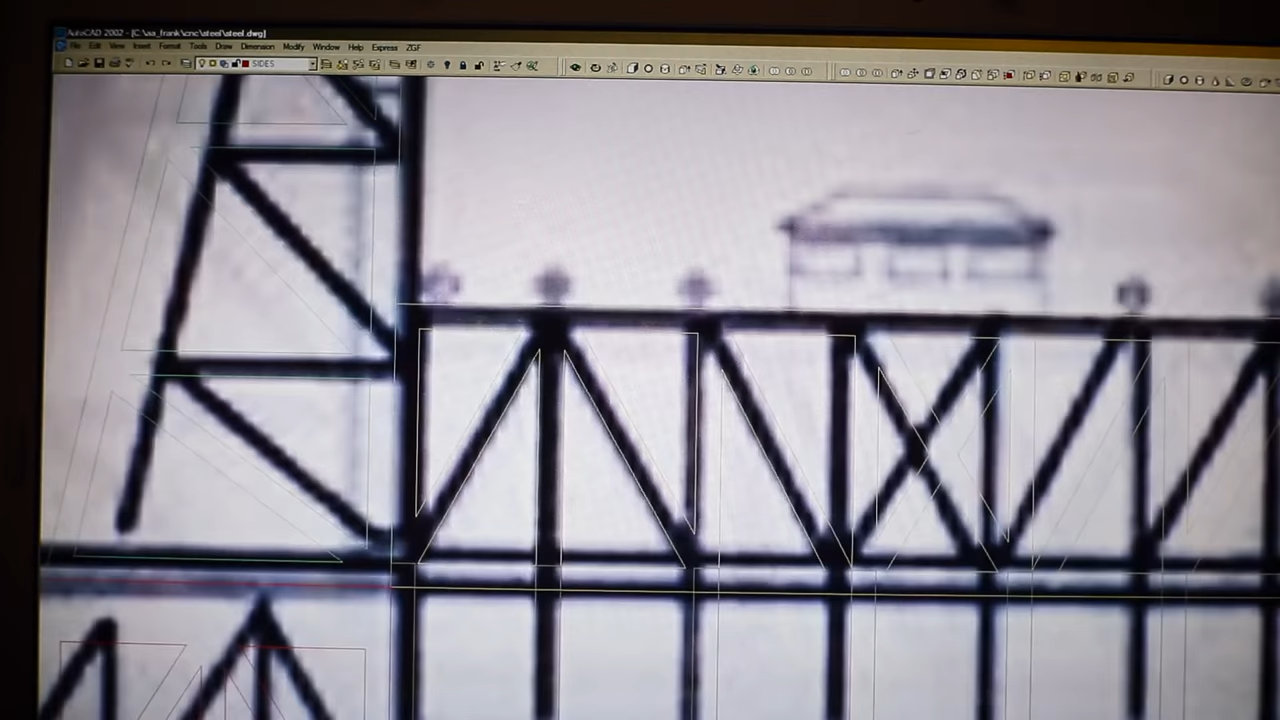 AutoCAD 2002 - [C:\aa_frank\cnc\steel\steel.dwg]
File Edit View Insert Format Tools Draw Dimension Modify Window Help Express ZGF
SIDES